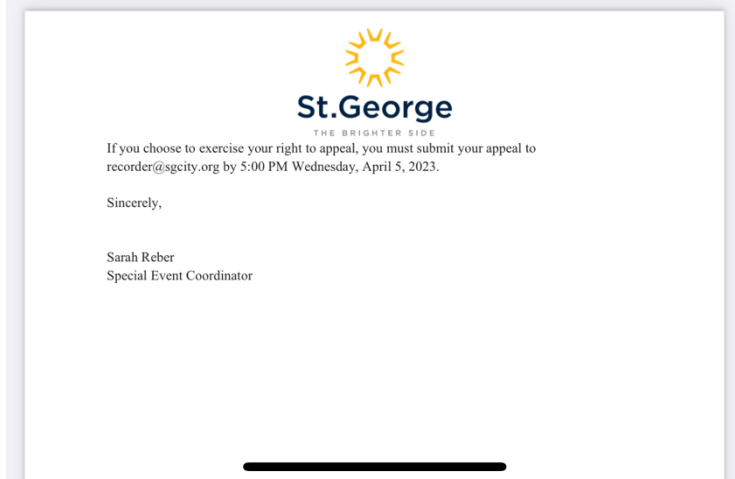 St.George
THE BRIGHTER SIDE
If you choose to exercise your right to appeal, you must submit your appeal to
recorder@sgcity.org by 5:00 PM Wednesday, April 5, 2023.
Sincerely,
Sarah Reber
Special Event Coordinator